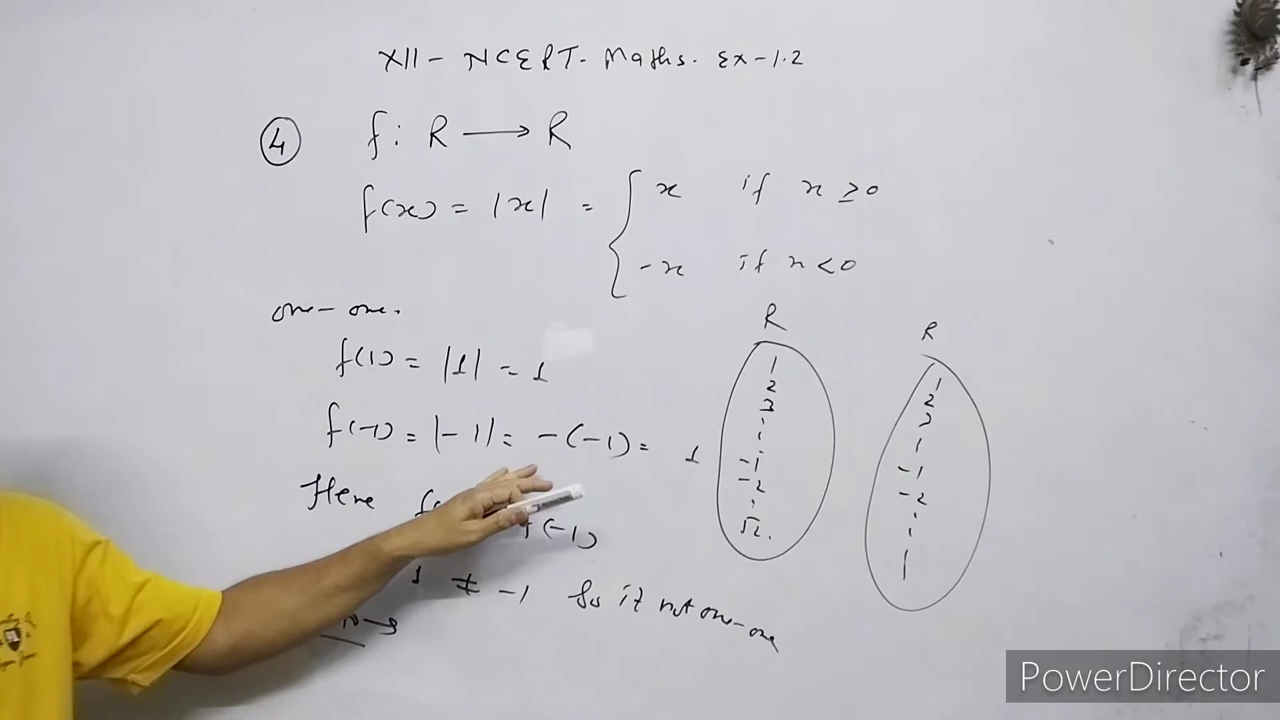 XII - NCERT. Maths. Ex-1.2
④ f: R ⟶ R
f(x) = |x| = { x if x ≥ 0
-x if x < 0
one-one.
f(1) = |1| = 1
f(-1) = |-1| = -(-1) = 1
Here f(-1)
1 ≠ -1 So it not one-one
R
1
2
3
-1
-2
R
1
2
3
-1
-2
PowerDirector